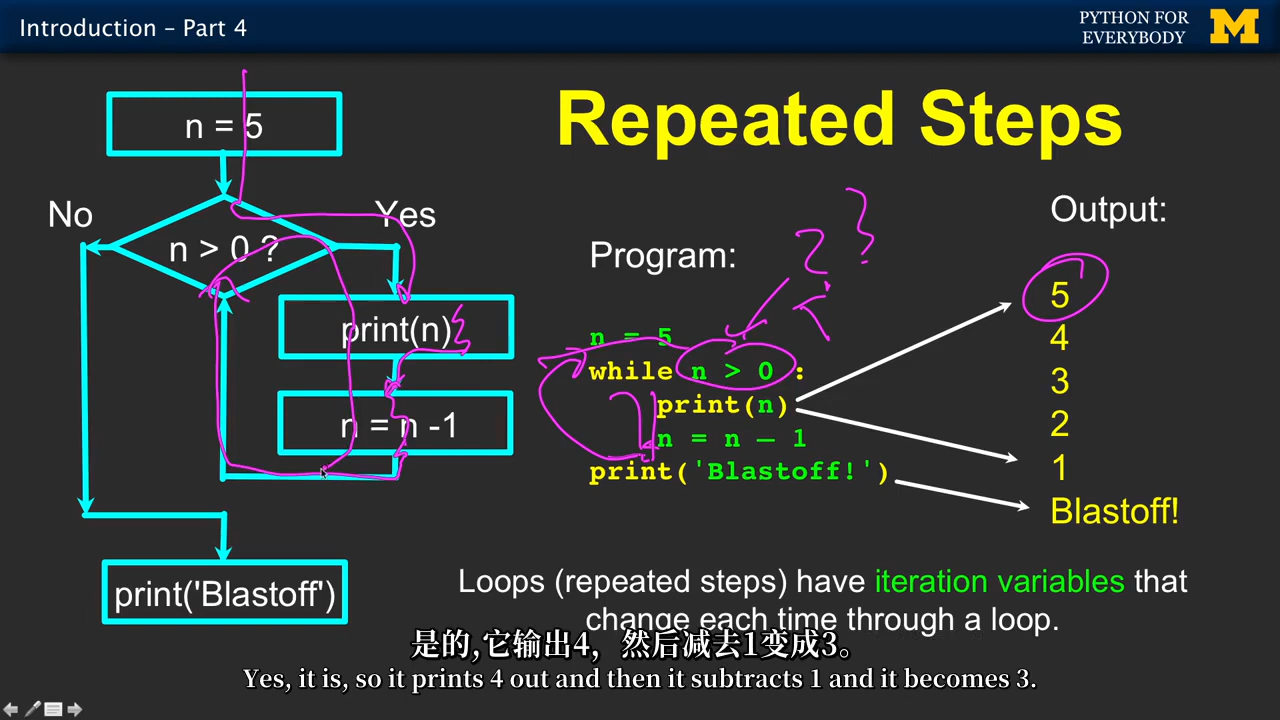 Introduction – Part 4
PYTHON FOR
EVERYBODY
M
Repeated Steps
n = 5
No
Yes
n > 0 ?
print(n)
n = n -1
print('Blastoff')
Program:
n = 5
while n > 0 :
print(n)
n = n – 1
print('Blastoff!')
Output:
5
4
3
2
1
Blastoff!
Loops (repeated steps) have iteration variables that
change each time through a loop.
是的,它输出4，然后减去1变成3。
Yes, it is, so it prints 4 out and then it subtracts 1 and it becomes 3.